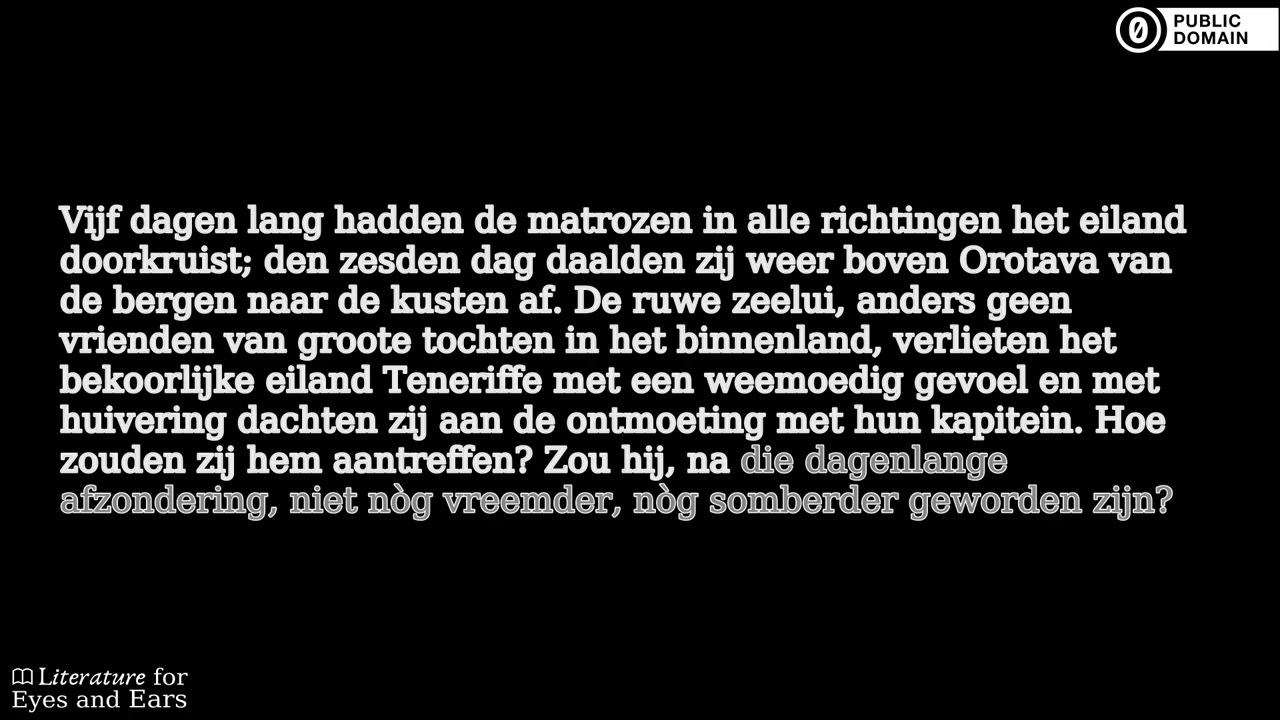 PUBLIC
DOMAIN
Vijf dagen lang hadden de matrozen in alle richtingen het eiland
doorkruist; den zesden dag daalden zij weer boven Orotava van
de bergen naar de kusten af. De ruwe zeelui, anders geen
vrienden van groote tochten in het binnenland, verlieten het
bekoorlijke eiland Teneriffe met een weemoedig gevoel en met
huivering dachten zij aan de ontmoeting met hun kapitein. Hoe
zouden zij hem aantreffen? Zou hij, na die dagenlange
afzondering, niet nòg vreemder, nòg somberder geworden zijn?
Literature for
Eyes and Ears